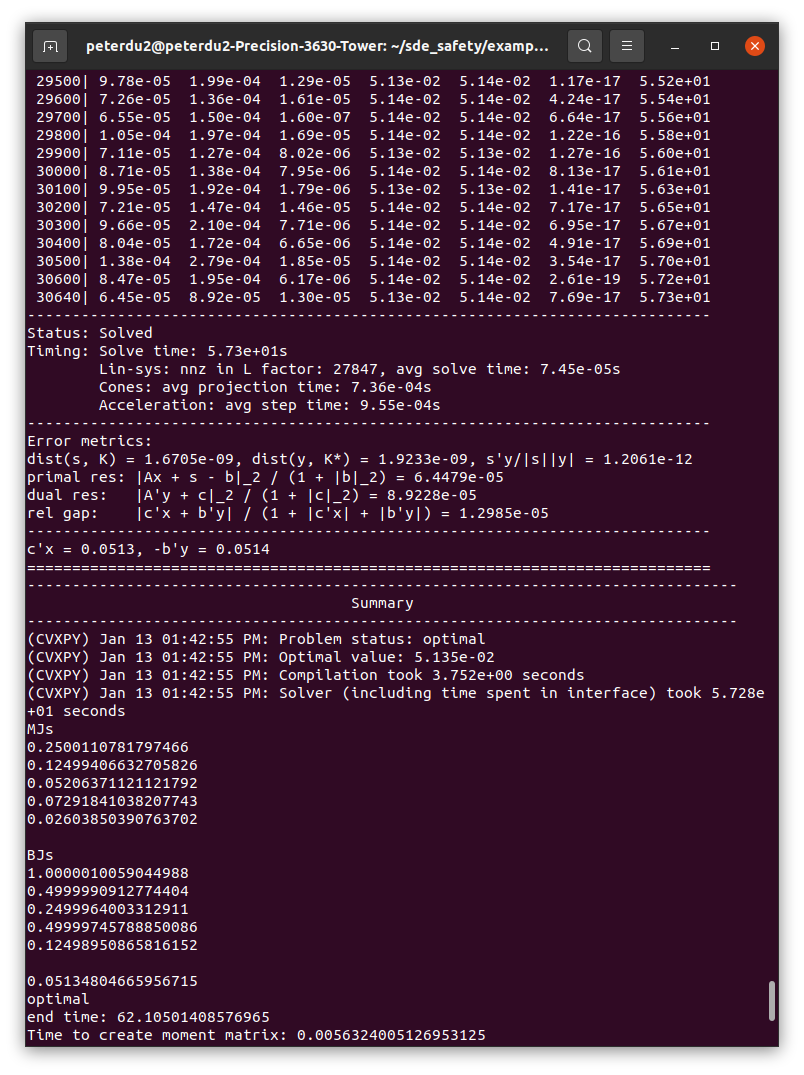 peterdu2@peterdu2-Precision-3630-Tower: ~/sde_safety/examp...
29500| 9.78e-05 1.99e-04 1.29e-05 5.13e-02 5.14e-02 1.17e-17 5.52e+01
29600| 7.26e-05 1.36e-04 1.61e-05 5.14e-02 5.14e-02 4.24e-17 5.54e+01
29700| 6.55e-05 1.50e-04 1.60e-07 5.14e-02 5.14e-02 6.64e-17 5.56e+01
29800| 1.05e-04 1.97e-04 1.69e-05 5.14e-02 5.14e-02 1.22e-16 5.58e+01
29900| 7.11e-05 1.27e-04 8.02e-06 5.13e-02 5.13e-02 1.27e-16 5.60e+01
30000| 8.71e-05 1.38e-04 7.95e-06 5.14e-02 5.14e-02 8.13e-17 5.61e+01
30100| 9.95e-05 1.92e-04 1.79e-06 5.13e-02 5.13e-02 1.41e-17 5.63e+01
30200| 7.21e-05 1.47e-04 1.46e-05 5.14e-02 5.14e-02 7.17e-17 5.65e+01
30300| 9.66e-05 2.10e-04 7.71e-06 5.14e-02 5.14e-02 6.95e-17 5.67e+01
30400| 8.04e-05 1.72e-04 6.65e-06 5.14e-02 5.14e-02 4.91e-17 5.69e+01
30500| 1.38e-04 2.79e-04 1.85e-05 5.14e-02 5.14e-02 3.54e-17 5.70e+01
30600| 8.47e-05 1.95e-04 6.17e-06 5.14e-02 5.14e-02 2.61e-19 5.72e+01
30640| 6.45e-05 8.92e-05 1.30e-05 5.13e-02 5.14e-02 7.69e-17 5.73e+01
----------------------------------------------------------------------------
Status: Solved
Timing: Solve time: 5.73e+01s
Lin-sys: nnz in L factor: 27847, avg solve time: 7.45e-05s
Cones: avg projection time: 7.36e-04s
Acceleration: avg step time: 9.55e-04s
----------------------------------------------------------------------------
Error metrics:
dist(s, K) = 1.6705e-09, dist(y, K*) = 1.9233e-09, s'y/|s||y| = 1.2061e-12
primal res: |Ax + s - b|_2 / (1 + |b|_2) = 6.4479e-05
dual res: |A'y + c|_2 / (1 + |c|_2) = 8.9228e-05
rel gap: |c'x + b'y| / (1 + |c'x| + |b'y|) = 1.2985e-05
----------------------------------------------------------------------------
c'x = 0.0513, -b'y = 0.0514
============================================================================
-------------------------------------------------------------------------------
Summary
-------------------------------------------------------------------------------
(CVXPY) Jan 13 01:42:55 PM: Problem status: optimal
(CVXPY) Jan 13 01:42:55 PM: Optimal value: 5.135e-02
(CVXPY) Jan 13 01:42:55 PM: Compilation took 3.752e+00 seconds
(CVXPY) Jan 13 01:42:55 PM: Solver (including time spent in interface) took 5.728e
+01 seconds
MJs
0.2500110781797466
0.12499406632705826
0.05206371121121792
0.07291841038207743
0.02603850390763702
BJs
1.0000010059044988
0.4999990912774404
0.2499964003312911
0.49999745788850086
0.12498950865816152
0.05134804665956715
optimal
end time: 62.10501408576965
Time to create moment matrix: 0.0056324005126953125